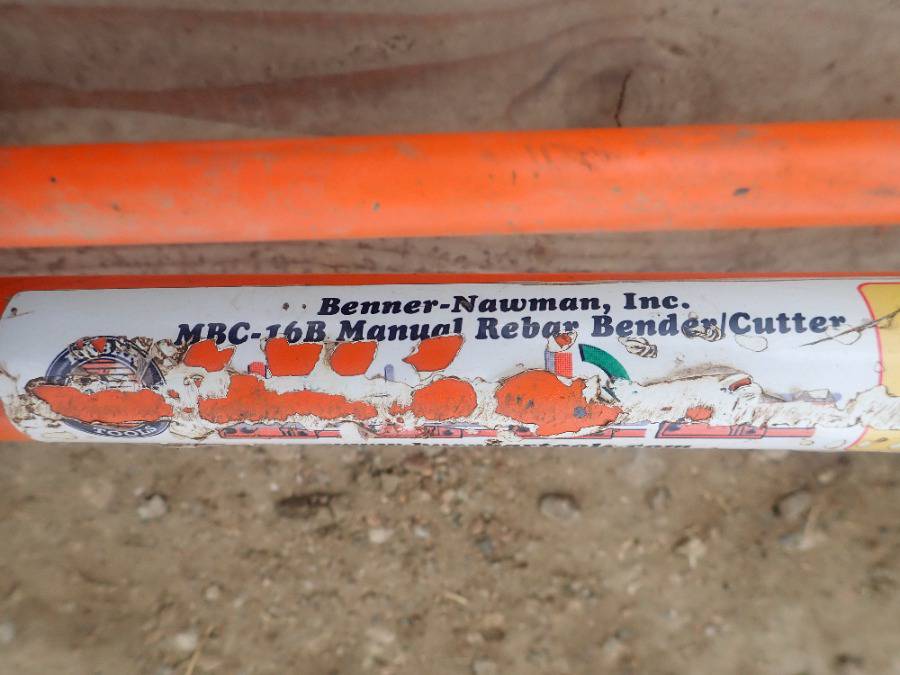 Benner-Nawman, Inc.
MBC-16B Manual Rebar Bender/Cutter